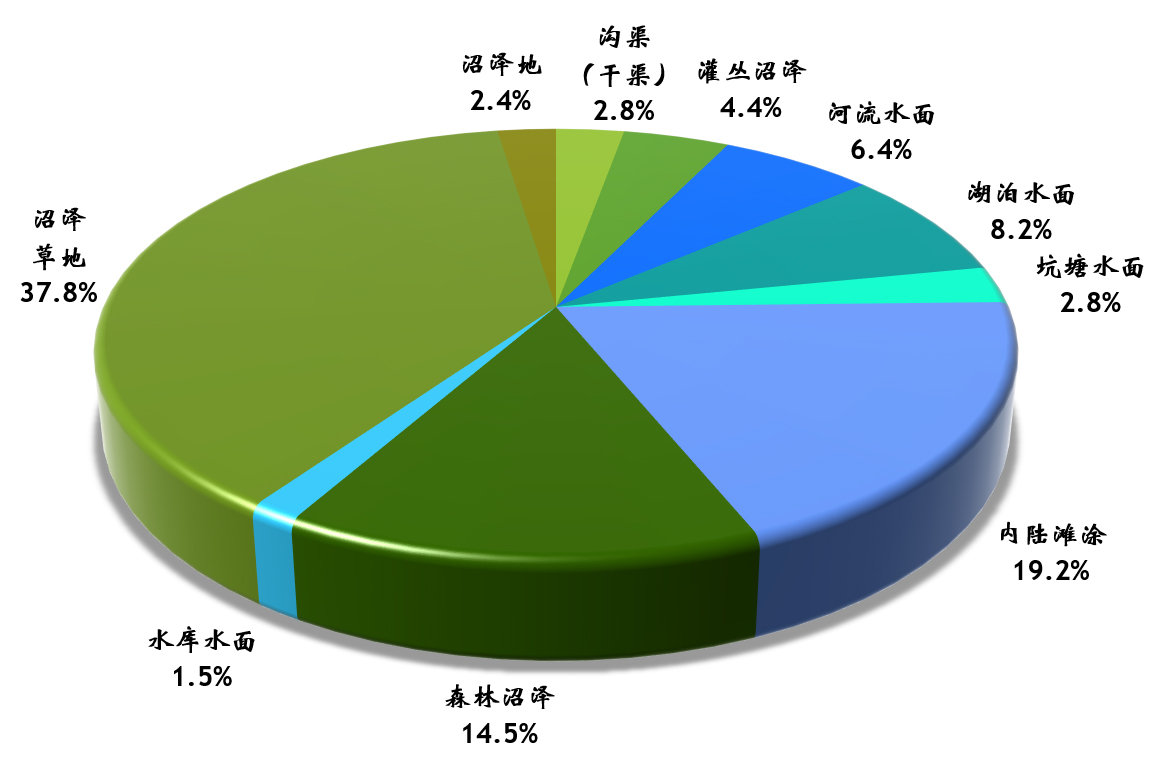 沟渠
(干渠)
2.8%
灌丛沼泽
4.4%
河流水面
6.4%
湖泊水面
8.2%
坑塘水面
2.8%
内陆滩涂
19.2%
森林沼泽
14.5%
水库水面
1.5%
沼泽
草地
37.8%
沼泽地
2.4%